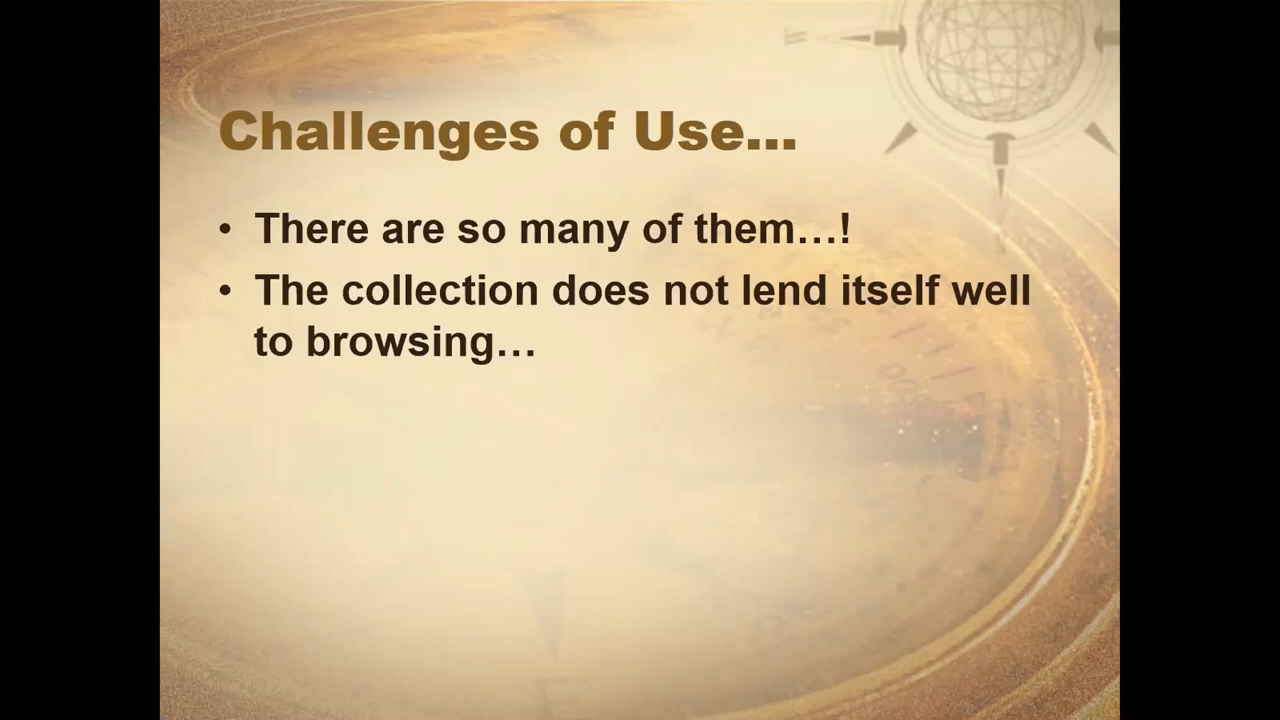 Challenges of Use...
• There are so many of them…!
• The collection does not lend itself well
to browsing…